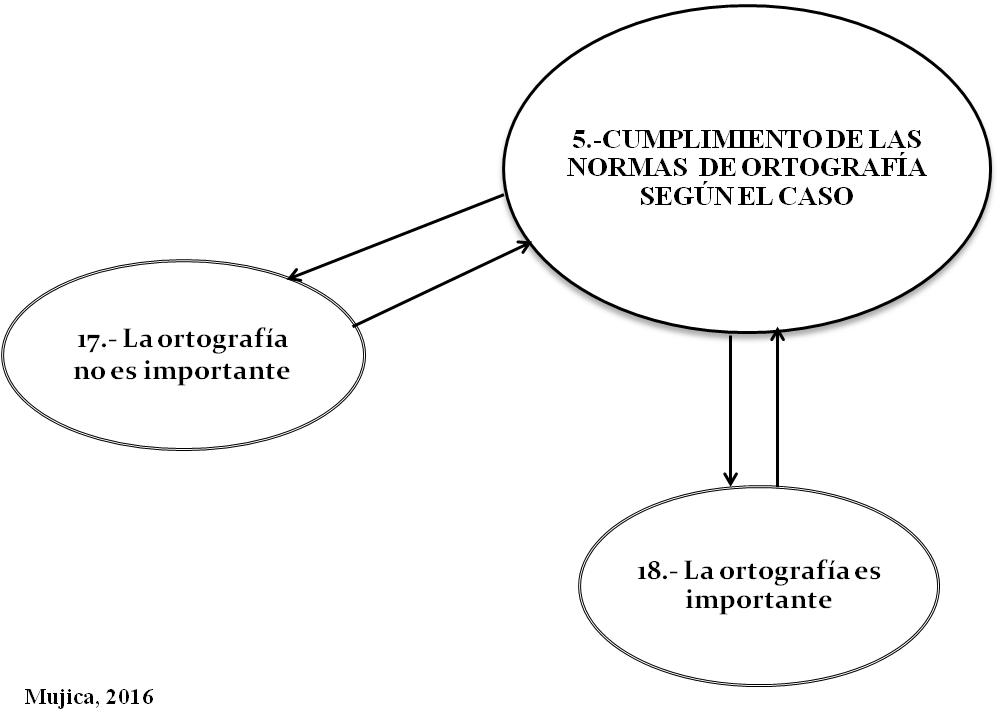 5.-CUMPLIMIENTO DE LAS
NORMAS DE ORTOGRAFÍA
SEGÚN EL CASO
17.- La ortografía
no es importante
18.- La ortografía es
importante
Mujica, 2016